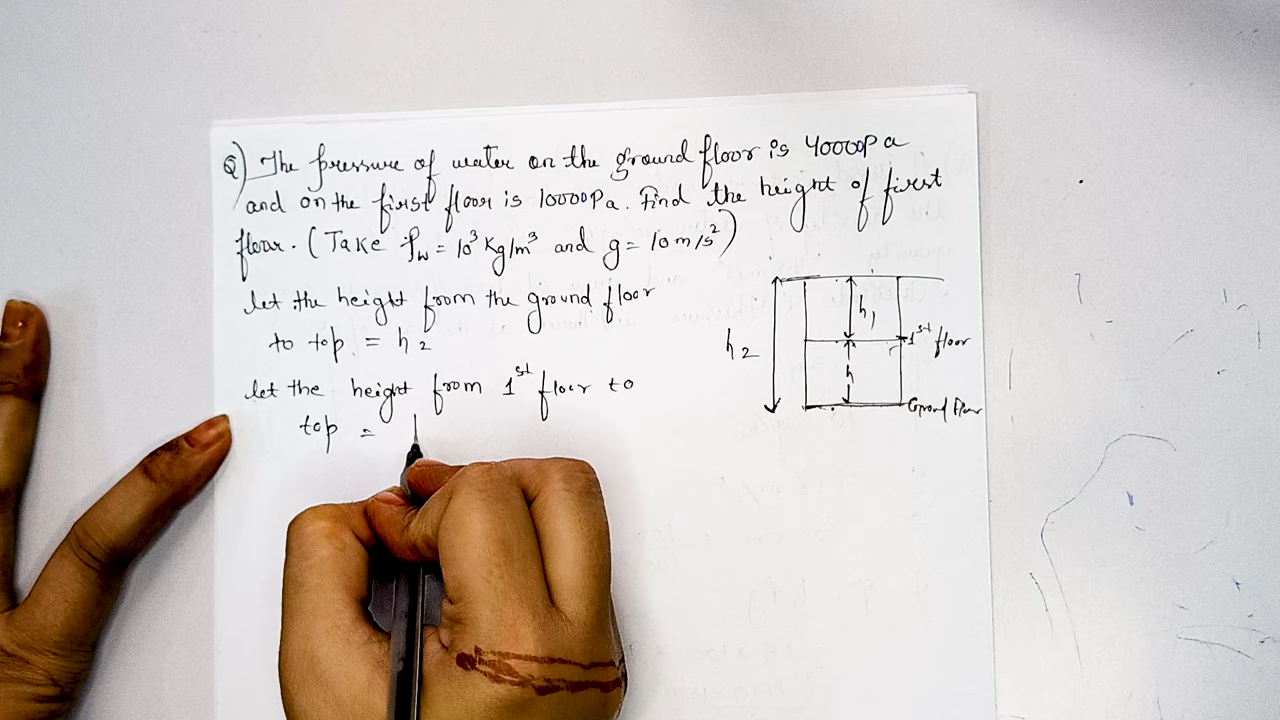 Q) The pressure of water on the ground floor is 40000Pa
and on the first floor is 10000Pa. Find the height of first
floor. (Take ρw = 10³ Kg/m³ and g = 10 m/s²)
let the height from the ground floor
to top = h2
let the height from 1st floor to
top =
h1
h2
1st floor
h
Ground floor